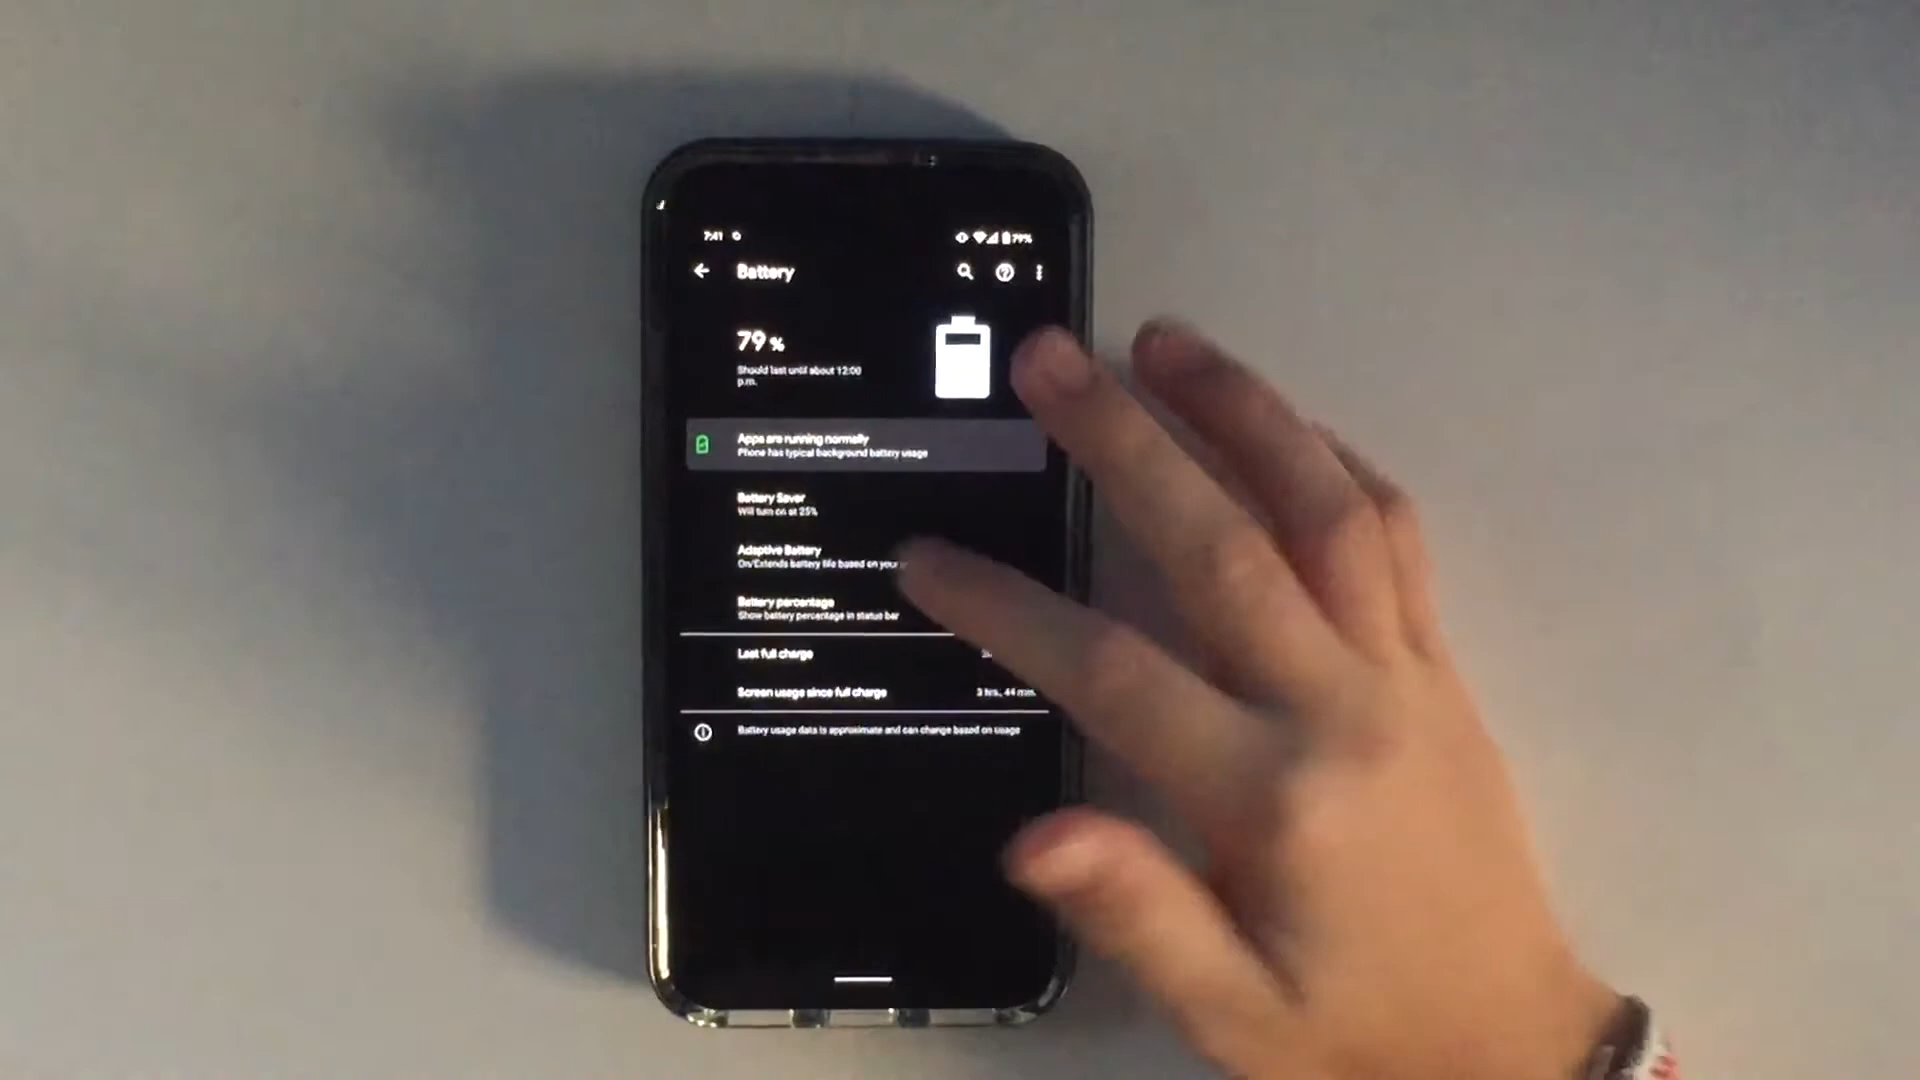 7:41 79%
Battery
79 %
Should last until about 12:00
p.m.
Apps are running normally
Phone has typical background battery usage
Battery Saver
Will turn on at 25%
Adaptive Battery
On/Extends battery life based on your
Battery percentage
Show battery percentage in status bar
Last full charge
Screen usage since full charge 3 hrs, 44 min.
Battery usage data is approximate and can change based on usage